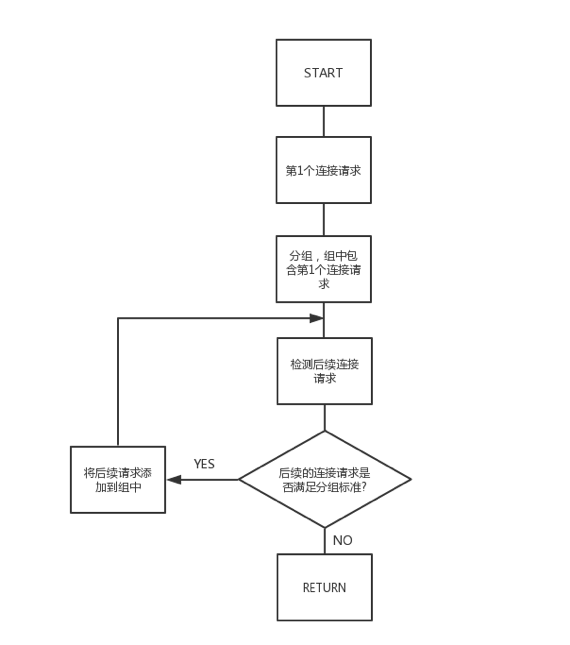 START
第1个连接请求
分组，组中包
含第1个连接请
求
检测后续连接
请求
后续的连接请求是
否满足分组标准?
YES
将后续请求添
加到组中
NO
RETURN